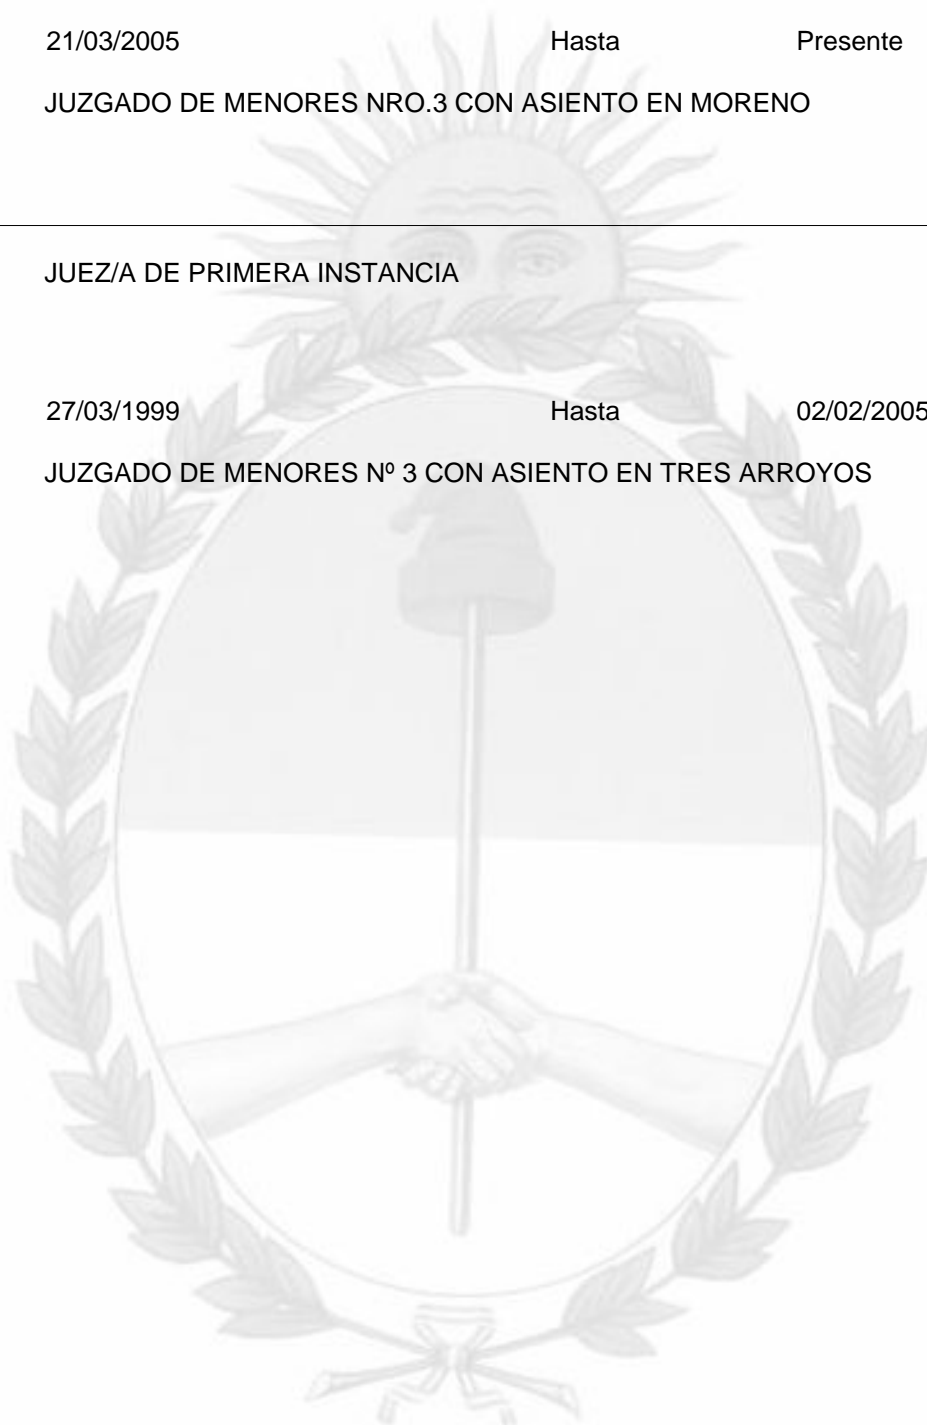 21/03/2005 Hasta Presente
JUZGADO DE MENORES NRO.3 CON ASIENTO EN MORENO
JUEZ/A DE PRIMERA INSTANCIA
27/03/1999 Hasta 02/02/2005
JUZGADO DE MENORES Nº 3 CON ASIENTO EN TRES ARROYOS